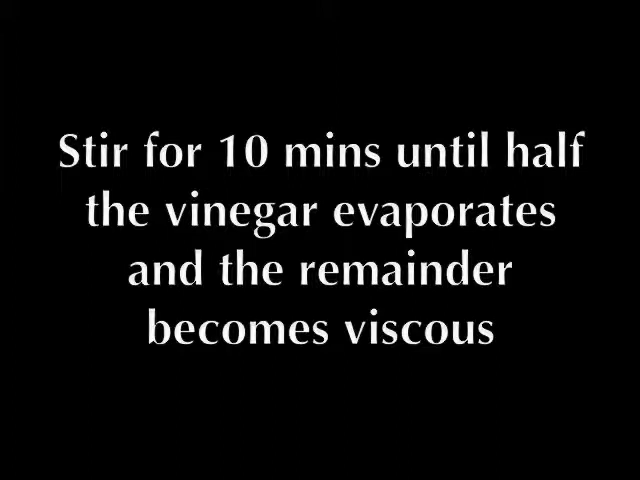 Stir for 10 mins until half
the vinegar evaporates
and the remainder
becomes viscous